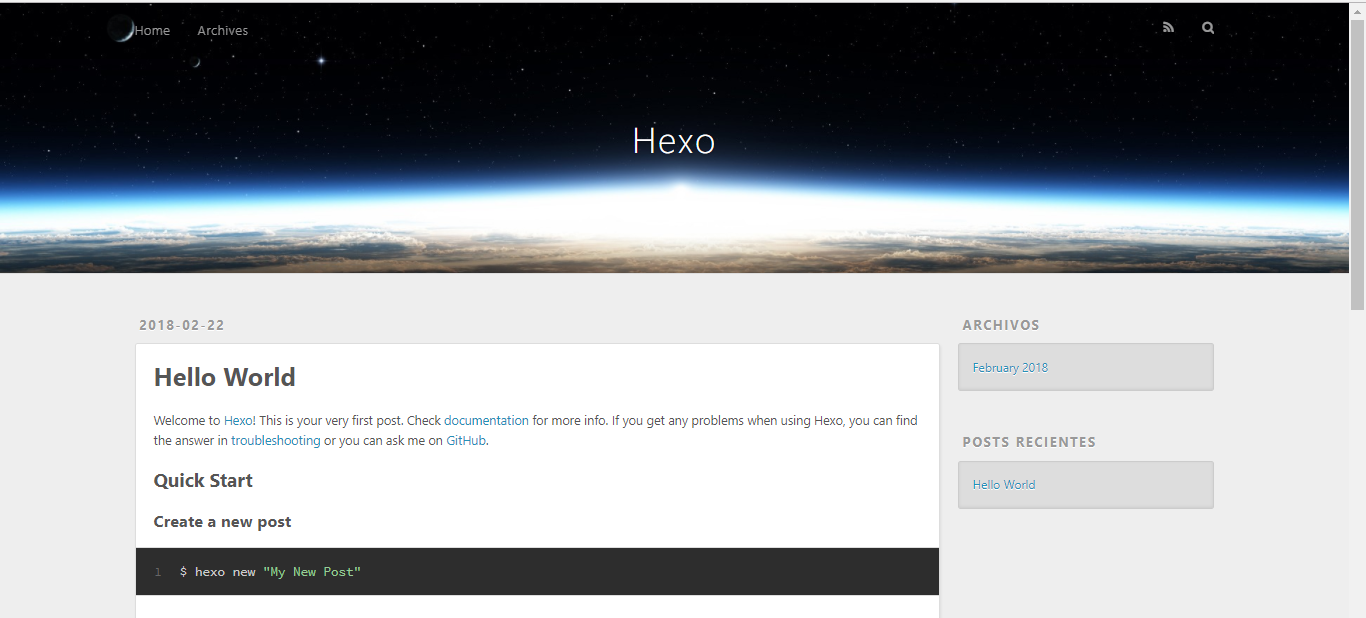 Home Archives
Hexo
2018-02-22
Hello World
Welcome to Hexo! This is your very first post. Check documentation for more info. If you get any problems when using Hexo, you can find
the answer in troubleshooting or you can ask me on GitHub.
Quick Start
Create a new post
1 $ hexo new "My New Post"
ARCHIVOS
February 2018
POSTS RECIENTES
Hello World